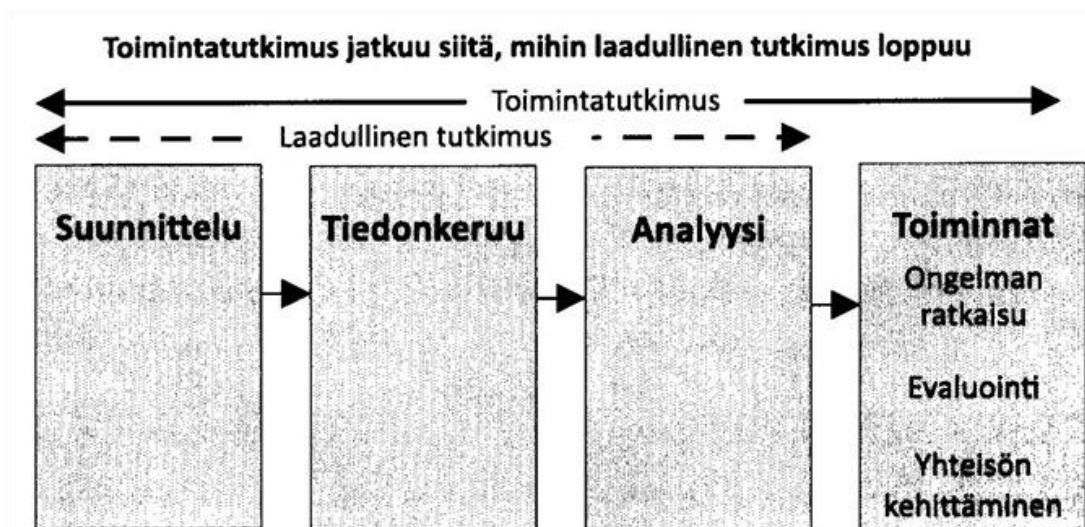 Toimintatutkimus jatkuu siitä, mihin laadullinen tutkimus loppuu
Toimintatutkimus
Laadullinen tutkimus
Suunnittelu
Tiedonkeruu
Analyysi
Toiminnat
Ongelman
ratkaisu
Evaluointi
Yhteisön
kehittäminen